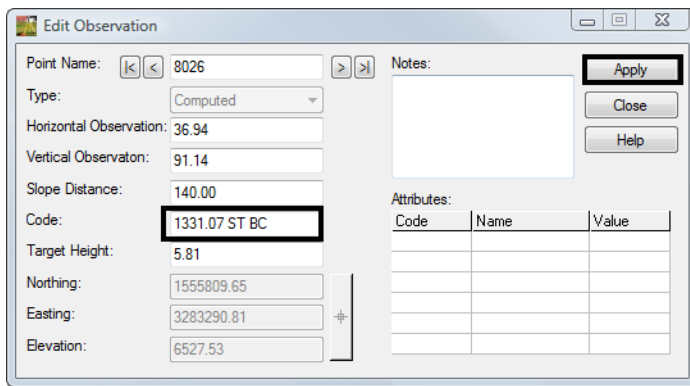 Edit Observation
Point Name: |< < 8026 > >| Notes: Apply
Type: Computed Close
Horizontal Observation: 36.94 Help
Vertical Observaton: 91.14
Slope Distance: 140.00 Attributes:
Code: 1331.07 ST BC Code Name Value
Target Height: 5.81
Northing: 1555809.65
Easting: 3283290.81
Elevation: 6527.53